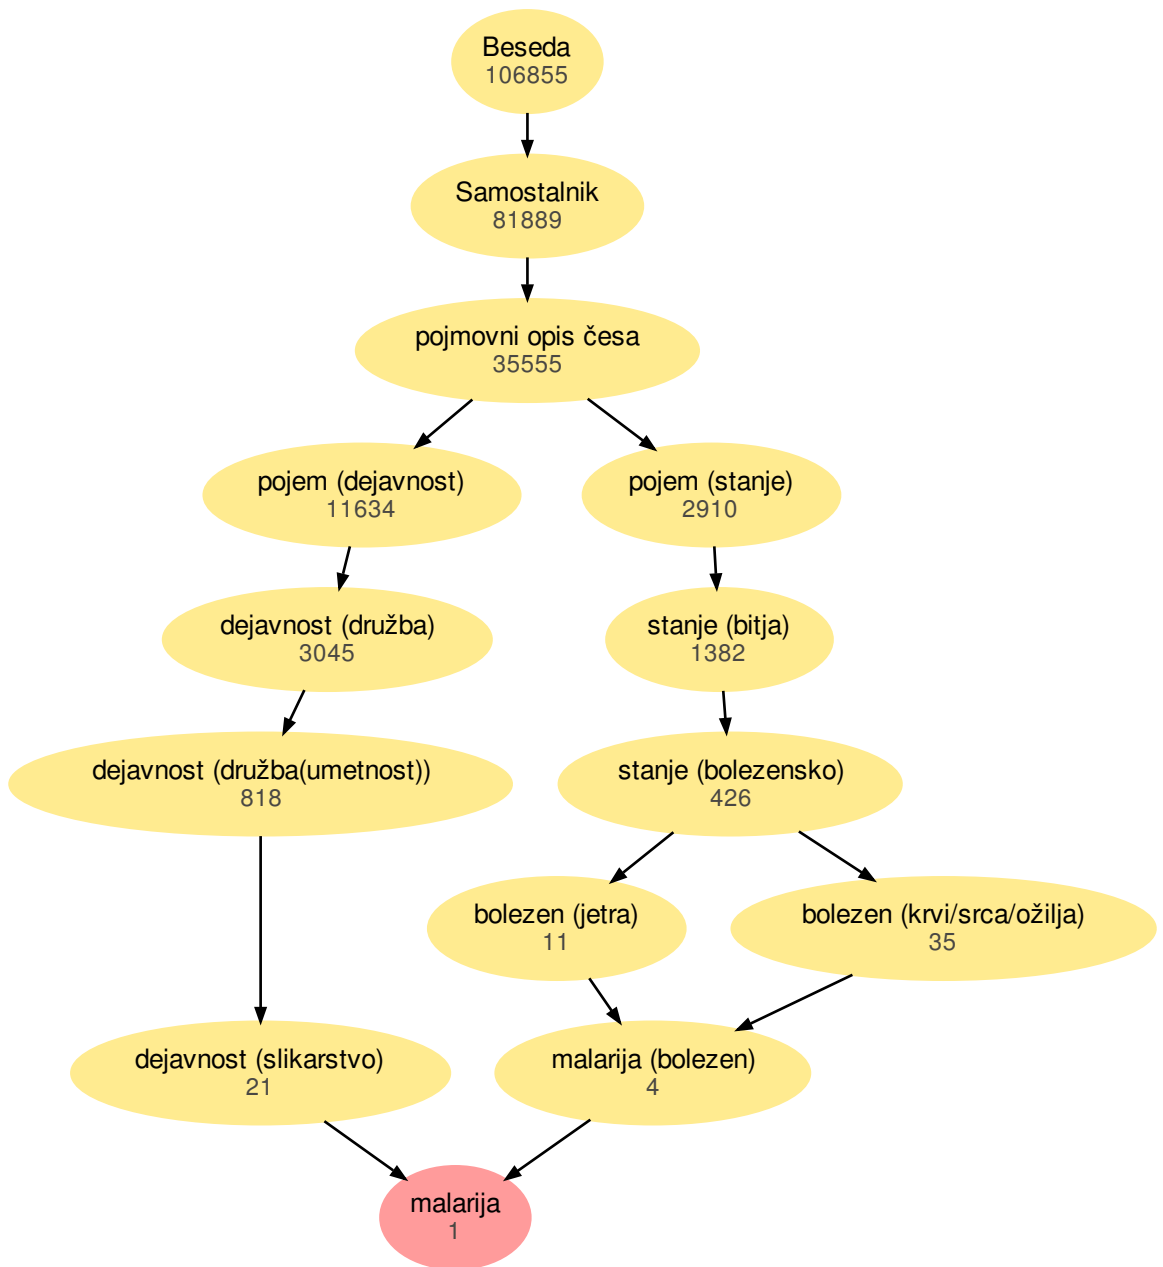 Beseda
106855
Samostalnik
81889
pojmovni opis česa
35555
pojem (dejavnost)
11634
pojem (stanje)
2910
dejavnost (družba)
3045
stanje (bitja)
1382
dejavnost (družba(umetnost))
818
stanje (bolezensko)
426
bolezen (jetra)
11
bolezen (krvi/srca/ožilja)
35
dejavnost (slikarstvo)
21
malarija (bolezen)
4
malarija
1